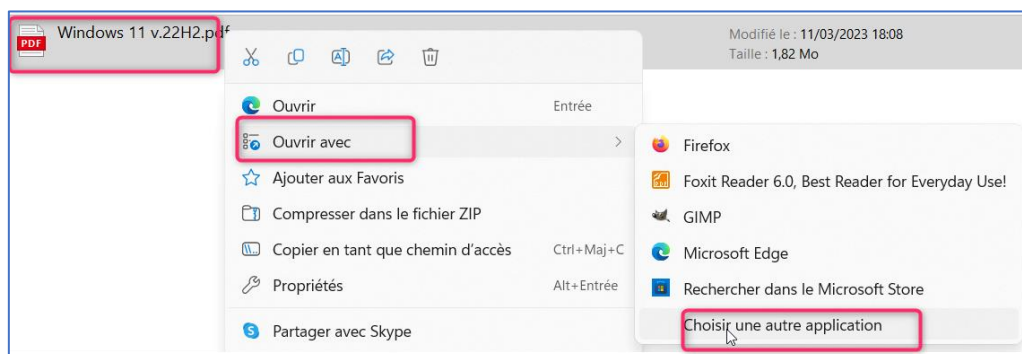 PDF
Windows 11 v.22H2.pdf
Modifié le : 11/03/2023 18:08
Taille : 1,82 Mo
Ouvrir Entrée
Ouvrir avec
Ajouter aux Favoris
Compresser dans le fichier ZIP
Copier en tant que chemin d'accès Ctrl+Maj+C
Propriétés Alt+Entrée
Partager avec Skype
Firefox
Foxit Reader 6.0, Best Reader for Everyday Use!
GIMP
Microsoft Edge
Rechercher dans le Microsoft Store
Choisir une autre application